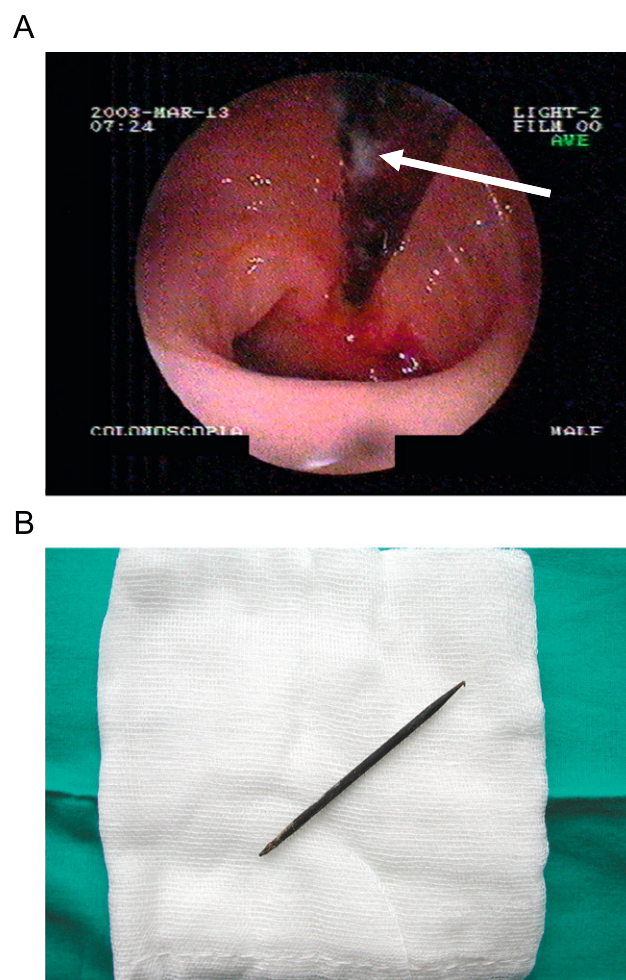 A
2003-MAR-13
07:24
LIGHT-2
FILM 00
AVE
COLONOSCOPIA
MALE
B